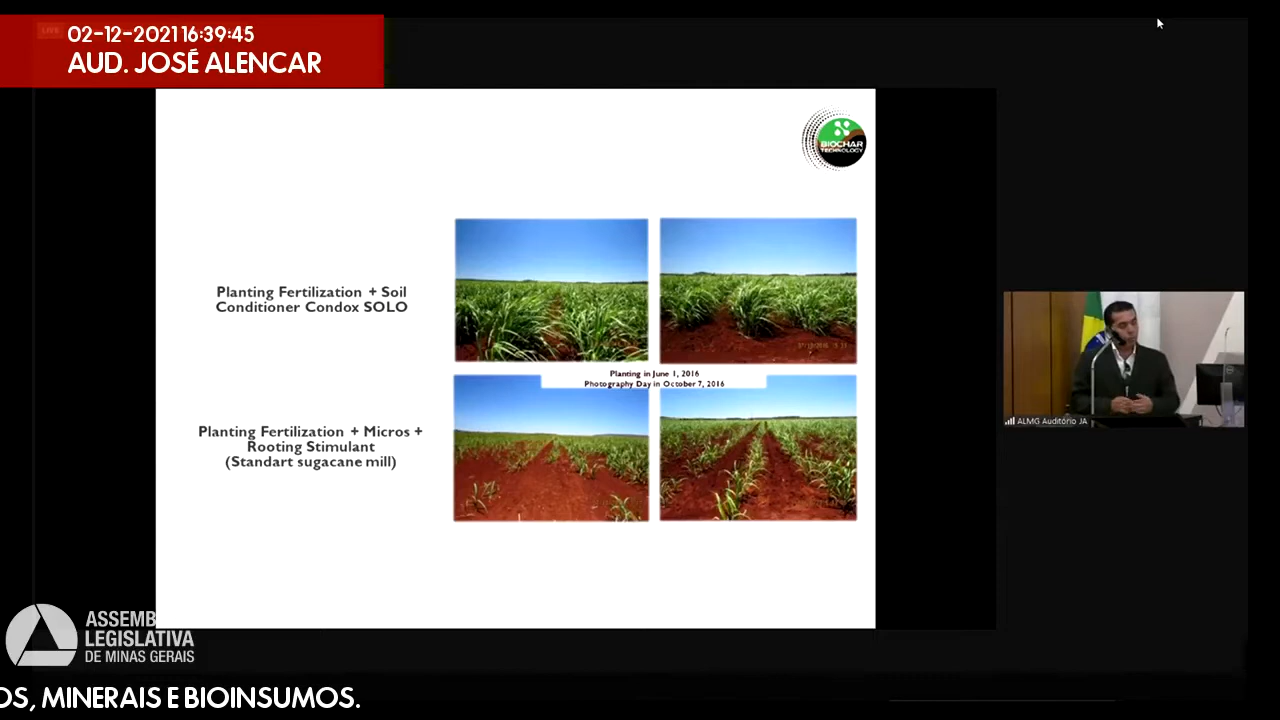 LIVE
02-12-2021 16:39:45
AUD. JOSÉ ALENCAR
BIOCHAR
TECHNOLOGY
Planting Fertilization + Soil
Conditioner Condox SOLO
Planting in June 1, 2016
Photography Day in October 7, 2016
Planting Fertilization + Micros +
Rooting Stimulant
(Standart sugacane mill)
ALMG Auditório JA
ASSEMB
LEGISLATIVA
DE MINAS GERAIS
OS, MINERAIS E BIOINSUMOS.